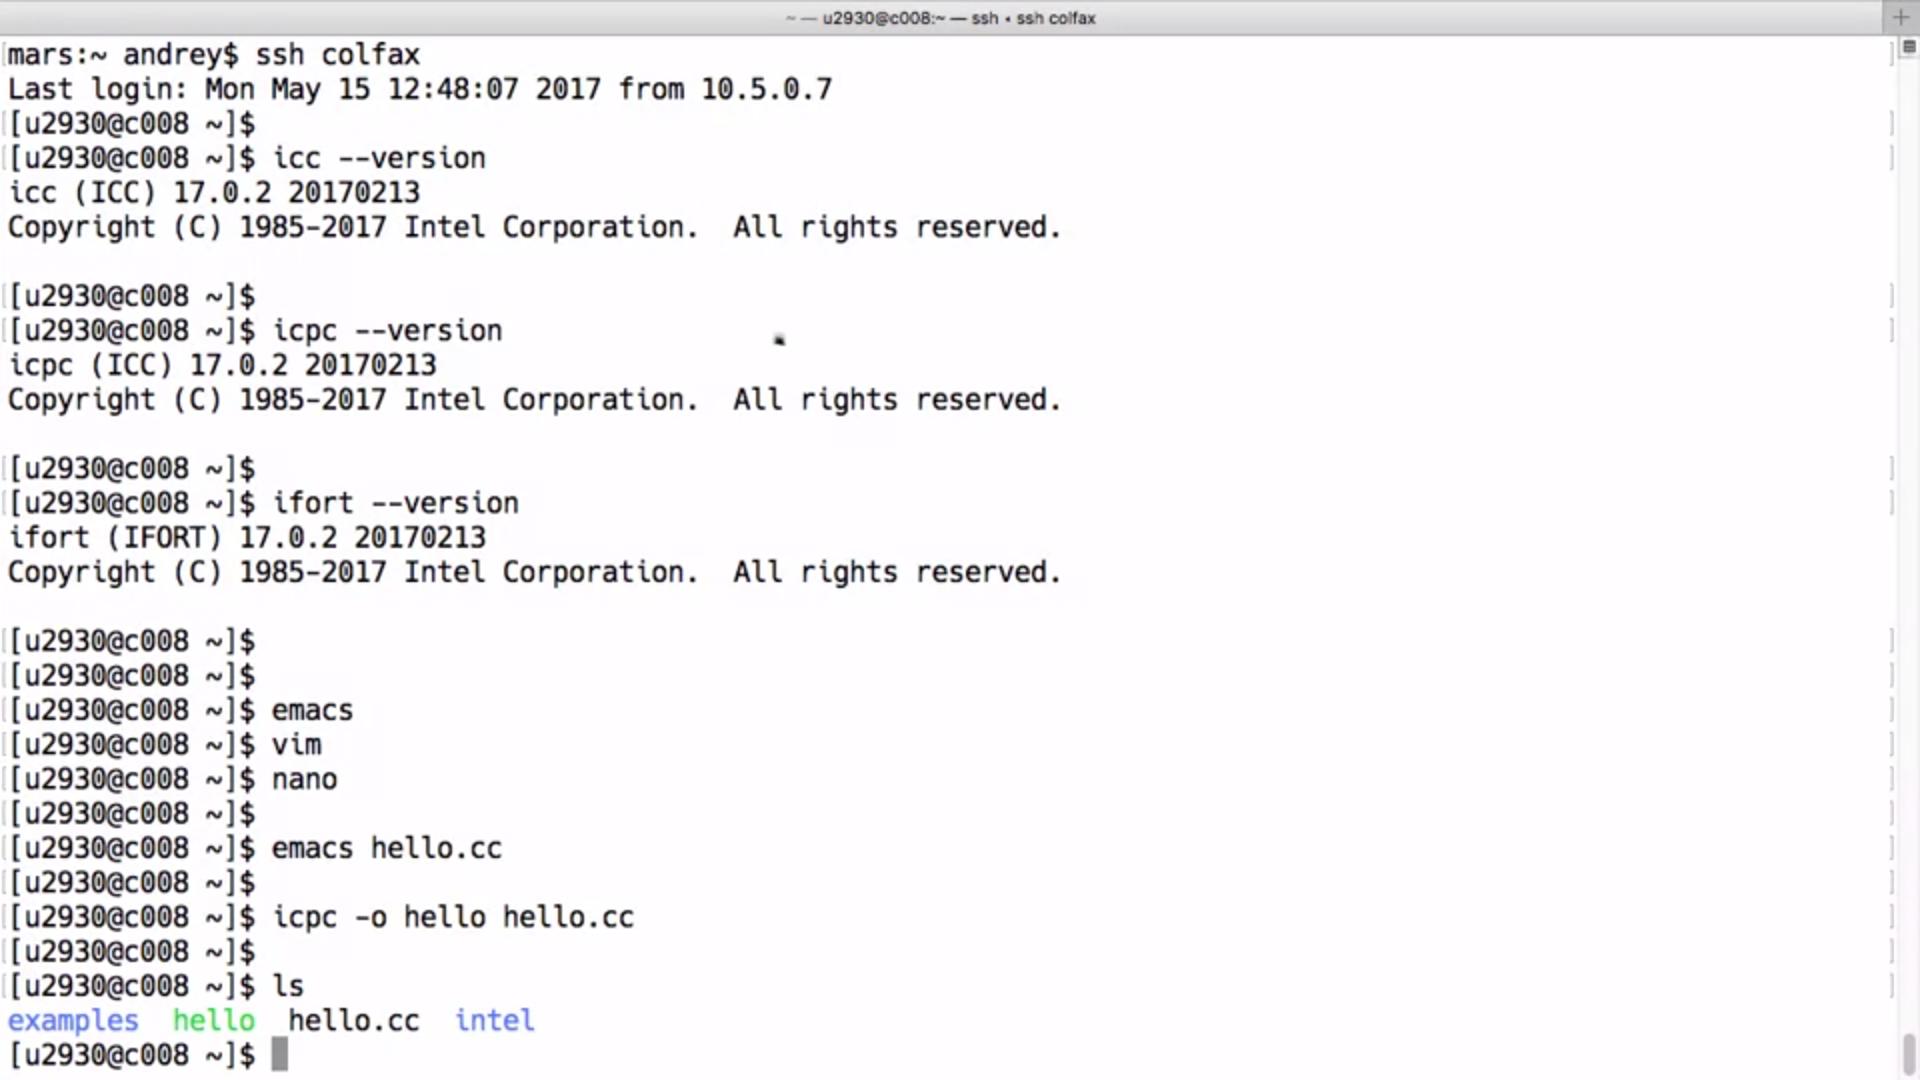 ~ — u2930@c008:~ — ssh • ssh colfax
mars:~ andrey$ ssh colfax
Last login: Mon May 15 12:48:07 2017 from 10.5.0.7
[u2930@c008 ~]$
[u2930@c008 ~]$ icc --version
icc (ICC) 17.0.2 20170213
Copyright (C) 1985-2017 Intel Corporation.  All rights reserved.
[u2930@c008 ~]$
[u2930@c008 ~]$ icpc --version
icpc (ICC) 17.0.2 20170213
Copyright (C) 1985-2017 Intel Corporation.  All rights reserved.
[u2930@c008 ~]$
[u2930@c008 ~]$ ifort --version
ifort (IFORT) 17.0.2 20170213
Copyright (C) 1985-2017 Intel Corporation.  All rights reserved.
[u2930@c008 ~]$
[u2930@c008 ~]$
[u2930@c008 ~]$ emacs
[u2930@c008 ~]$ vim
[u2930@c008 ~]$ nano
[u2930@c008 ~]$
[u2930@c008 ~]$ emacs hello.cc
[u2930@c008 ~]$
[u2930@c008 ~]$ icpc -o hello hello.cc
[u2930@c008 ~]$
[u2930@c008 ~]$ ls
examples  hello  hello.cc  intel
[u2930@c008 ~]$